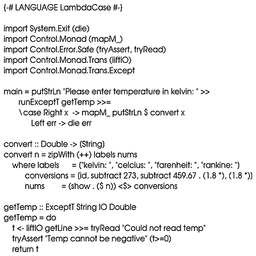 {-# LANGUAGE LambdaCase #-}
import System.Exit (die)
import Control.Monad (mapM_)
import Control.Error.Safe (tryAssert, tryRead)
import Control.Monad.Trans (liftIO)
import Control.Monad.Trans.Except
main = putStrLn "Please enter temperature in kelvin: " >>
runExceptT getTemp >>=
\case Right x -> mapM_ putStrLn $ convert x
Left err -> die err
convert :: Double -> [String]
convert n = zipWith (++) labels nums
where labels = ["kelvin: ", "celcius: ", "farenheit: ", "rankine: "]
conversions = [id, subtract 273, subtract 459.67 . (1.8 *), (1.8 *)]
nums = (show . ($ n)) <$> conversions
getTemp :: ExceptT String IO Double
getTemp = do
t <- liftIO getLine >>= tryRead "Could not read temp"
tryAssert "Temp cannot be negative" (t>=0)
return t